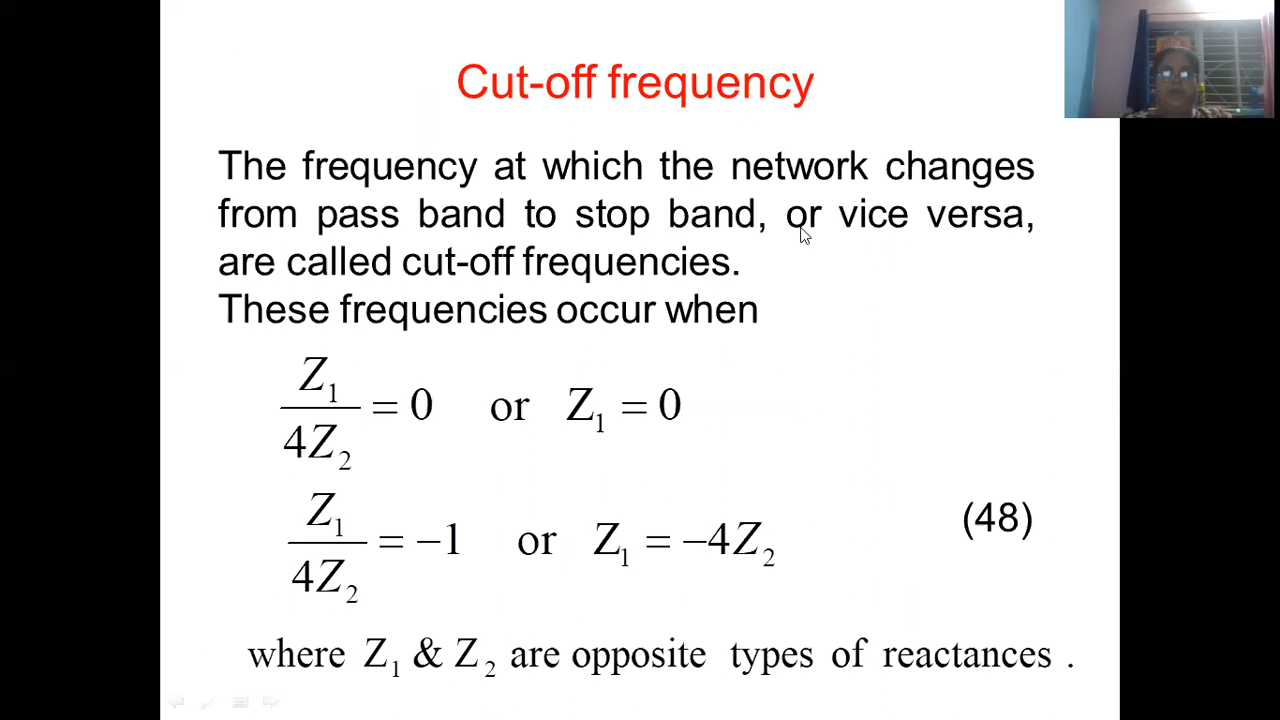 Cut-off frequency
The frequency at which the network changes
from pass band to stop band, or vice versa,
are called cut-off frequencies.
These frequencies occur when
Z₁/4Z₂ = 0 or Z₁ = 0
Z₁/4Z₂ = −1 or Z₁ = −4Z₂
(48)
where Z₁ & Z₂ are opposite types of reactances .